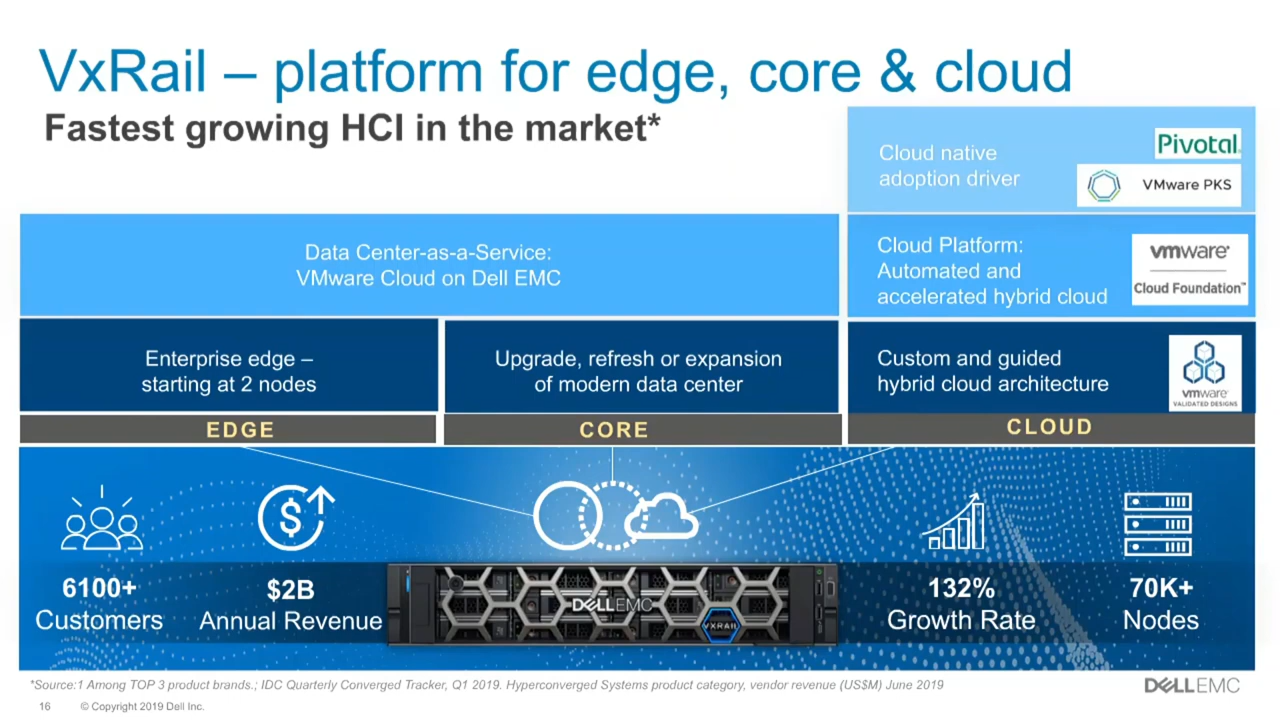 VxRail – platform for edge, core & cloud
Fastest growing HCI in the market*
Cloud native
adoption driver
Pivotal
VMware PKS
Data Center-as-a-Service:
VMware Cloud on Dell EMC
Cloud Platform:
Automated and
accelerated hybrid cloud
vmware®
Cloud Foundation™
Enterprise edge –
starting at 2 nodes
Upgrade, refresh or expansion
of modern data center
Custom and guided
hybrid cloud architecture
vmware®
VALIDATED DESIGNS
EDGE
CORE
CLOUD
$
6100+
Customers
$2B
Annual Revenue
DELLEMC
VXRAIL
132%
Growth Rate
70K+
Nodes
*Source:1 Among TOP 3 product brands.; IDC Quarterly Converged Tracker, Q1 2019. Hyperconverged Systems product category, vendor revenue (US$M) June 2019
DELLEMC
16 © Copyright 2019 Dell Inc.